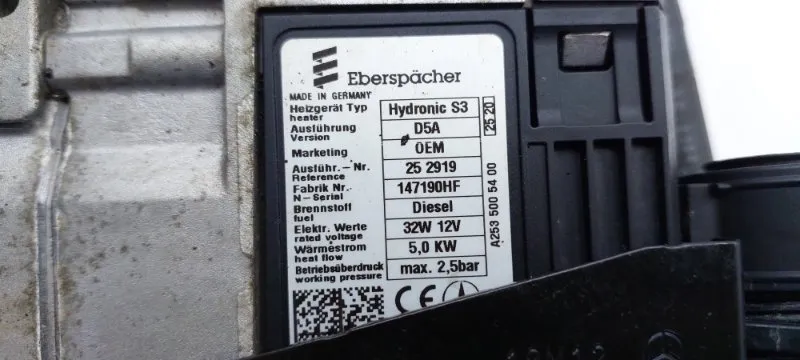 Eberspächer
MADE IN GERMANY
Heizgerät Typ Hydronic S3
heater
Ausführung D5A
Version
Marketing OEM
Ausführ.-Nr. 25 2919
Reference
Fabrik Nr. 147190HF
N-Serial
Brennstoff Diesel
fuel
Elektr. Werte 32W 12V
rated voltage
Wärmestrom 5,0 KW
heat flow
Betriebsüberdruck max. 2,5bar
working pressure
CE
25 20
A253 500 54 00